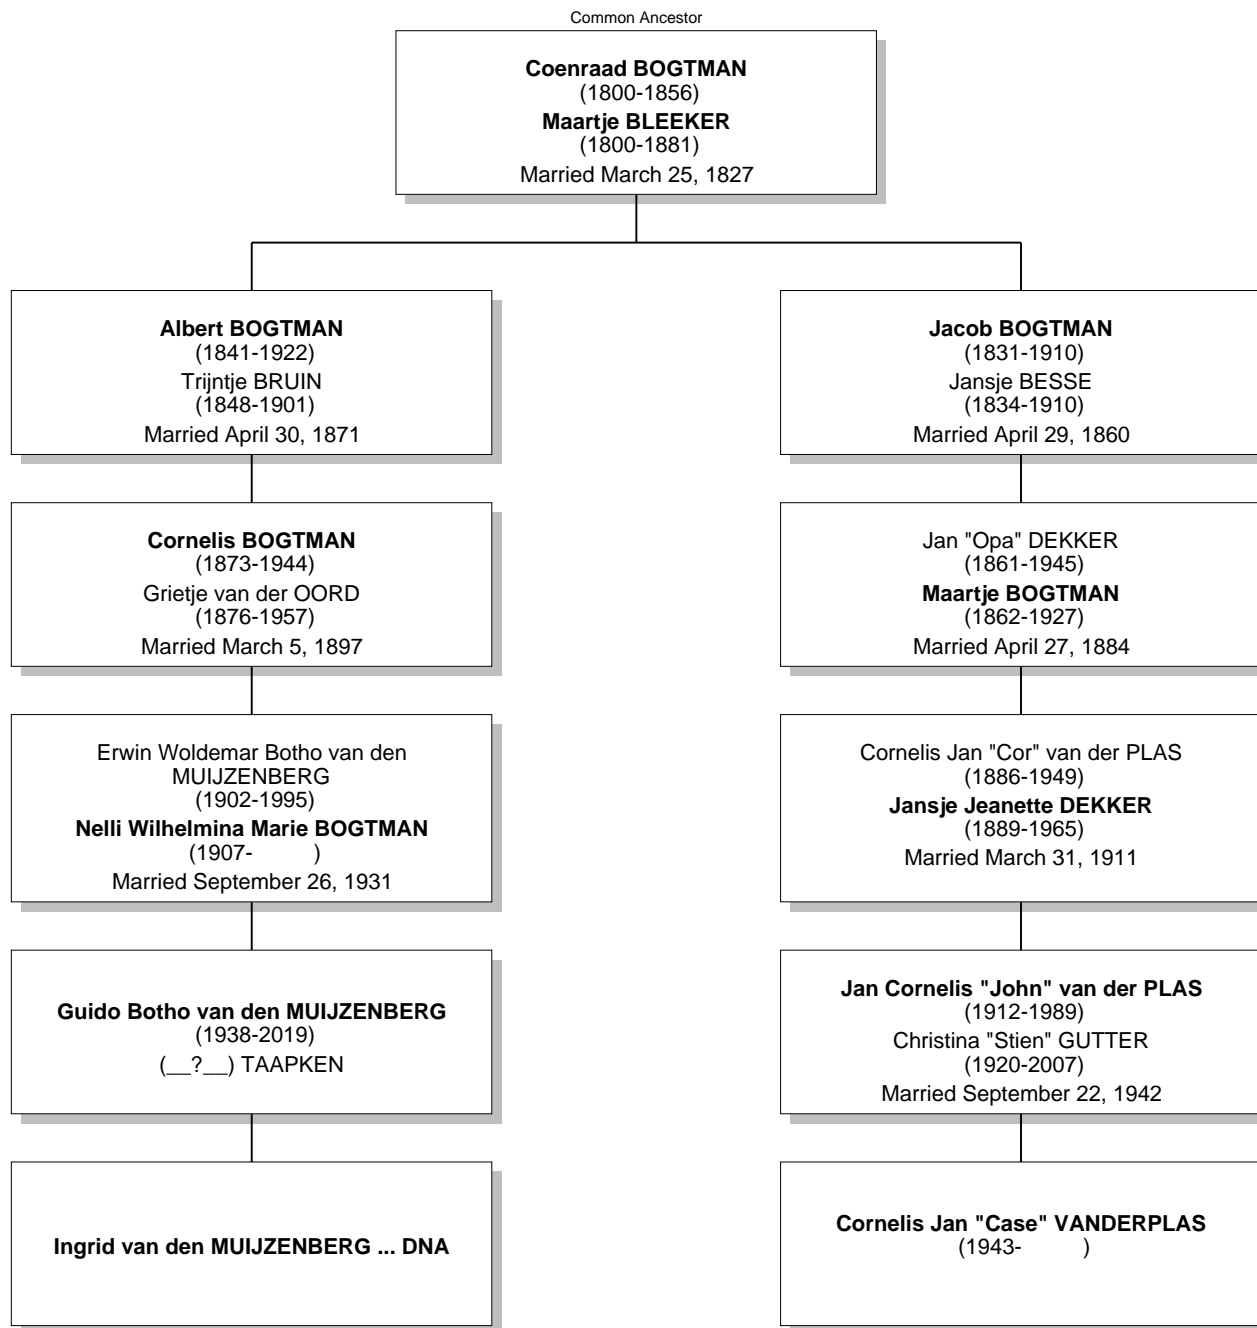 Common Ancestor
Coenraad BOGTMAN
(1800-1856)
Maartje BLEEKER
(1800-1881)
Married March 25, 1827
Albert BOGTMAN
(1841-1922)
Trijntje BRUIN
(1848-1901)
Married April 30, 1871
Jacob BOGTMAN
(1831-1910)
Jansje BESSE
(1834-1910)
Married April 29, 1860
Cornelis BOGTMAN
(1873-1944)
Grietje van der OORD
(1876-1957)
Married March 5, 1897
Jan "Opa" DEKKER
(1861-1945)
Maartje BOGTMAN
(1862-1927)
Married April 27, 1884
Erwin Woldemar Botho van den
MUIJZENBERG
(1902-1995)
Nelli Wilhelmina Marie BOGTMAN
(1907- )
Married September 26, 1931
Cornelis Jan "Cor" van der PLAS
(1886-1949)
Jansje Jeanette DEKKER
(1889-1965)
Married March 31, 1911
Guido Botho van den MUIJZENBERG
(1938-2019)
(__?__) TAAPKEN
Jan Cornelis "John" van der PLAS
(1912-1989)
Christina "Stien" GUTTER
(1920-2007)
Married September 22, 1942
Ingrid van den MUIJZENBERG ... DNA
Cornelis Jan "Case" VANDERPLAS
(1943- )